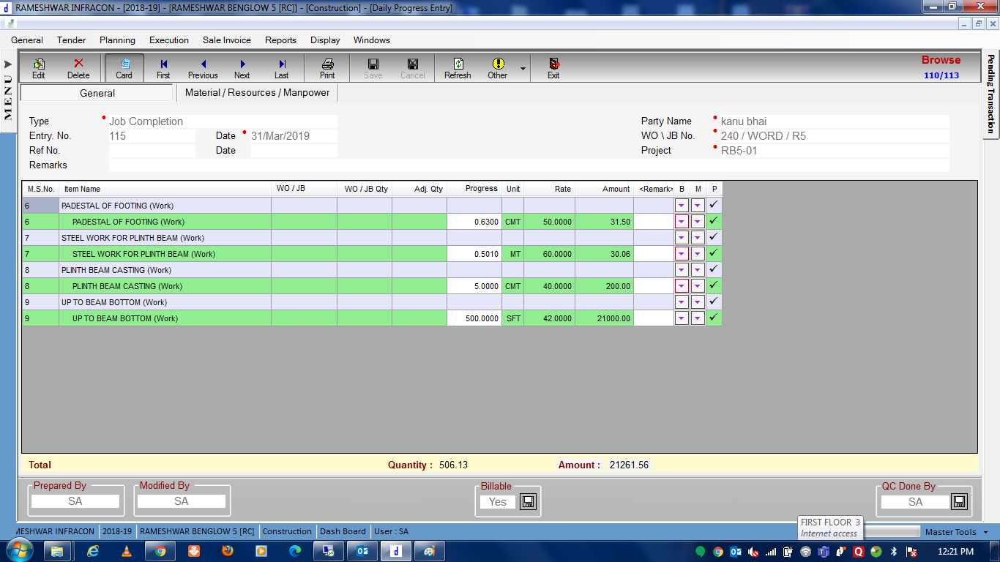 RAMESHWAR INFRACON - [2018-19] - [RAMESHWAR BENGLOW 5 [RC]] - [Construction] - [Daily Progress Entry]
General Tender Planning Execution Sale Invoice Reports Display Windows
MENU
Edit Delete Card First Previous Next Last Print Save Cancel Refresh Other Exit
Browse
110/113
Pending Transaction
General Material / Resources / Manpower
Type Job Completion Party Name kanu bhai
Entry. No. 115 Date 31/Mar/2019 WO \ JB No. 240 / WORD / R5
Ref No. Date Project RB5-01
Remarks
M.S.No. Item Name WO / JB WO / JB Qty Adj. Qty Progress Unit Rate Amount <Remark> B M P
6 PADESTAL OF FOOTING (Work)
6 PADESTAL OF FOOTING (Work) 0.6300 CMT 50.0000 31.50
7 STEEL WORK FOR PLINTH BEAM (Work)
7 STEEL WORK FOR PLINTH BEAM (Work) 0.5010 MT 60.0000 30.06
8 PLINTH BEAM CASTING (Work)
8 PLINTH BEAM CASTING (Work) 5.0000 CMT 40.0000 200.00
9 UP TO BEAM BOTTOM (Work)
9 UP TO BEAM BOTTOM (Work) 500.0000 SFT 42.0000 21000.00
Total Quantity : 506.13 Amount : 21261.56
Prepared By Modified By Billable QC Done By
SA SA Yes SA
MESHWAR INFRACON 2018-19 RAMESHWAR BENGLOW 5 [RC] Construction Dash Board User : SA Master Tools
FIRST FLOOR 3
Internet access
12:21 PM